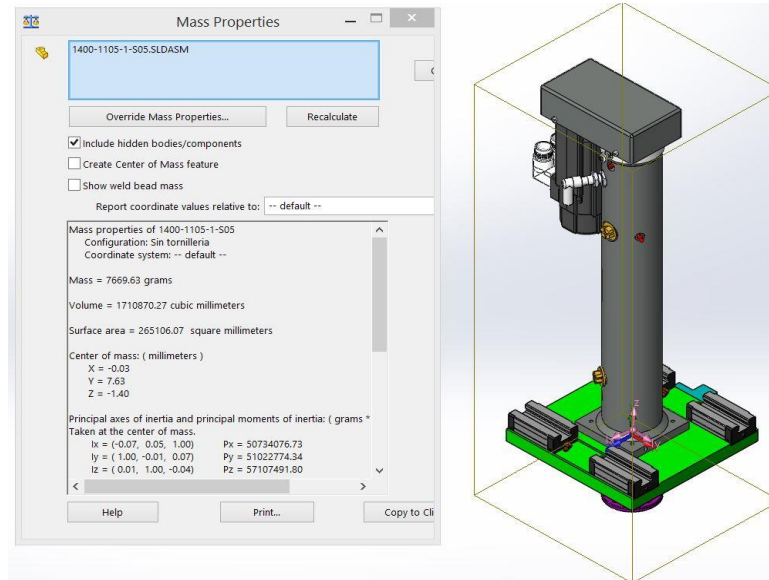 Mass Properties
1400-1105-1-S05.SLDASM
Override Mass Properties...
Recalculate
Include hidden bodies/components
Create Center of Mass feature
Show weld bead mass
Report coordinate values relative to: -- default --
Mass properties of 1400-1105-1-S05
Configuration: Sin tornilleria
Coordinate system: -- default --
Mass = 7669.63 grams
Volume = 1710870.27 cubic millimeters
Surface area = 265106.07 square millimeters
Center of mass: ( millimeters )
X = -0.03
Y = 7.63
Z = -1.40
Principal axes of inertia and principal moments of inertia: ( grams *
Taken at the center of mass.
Ix = (-0.07, 0.05, 1.00) Px = 50734076.73
Iy = ( 1.00, -0.01, 0.07) Py = 51022774.34
Iz = ( 0.01, 1.00, -0.04) Pz = 57107491.80
Help
Print...
Copy to Cli
Z